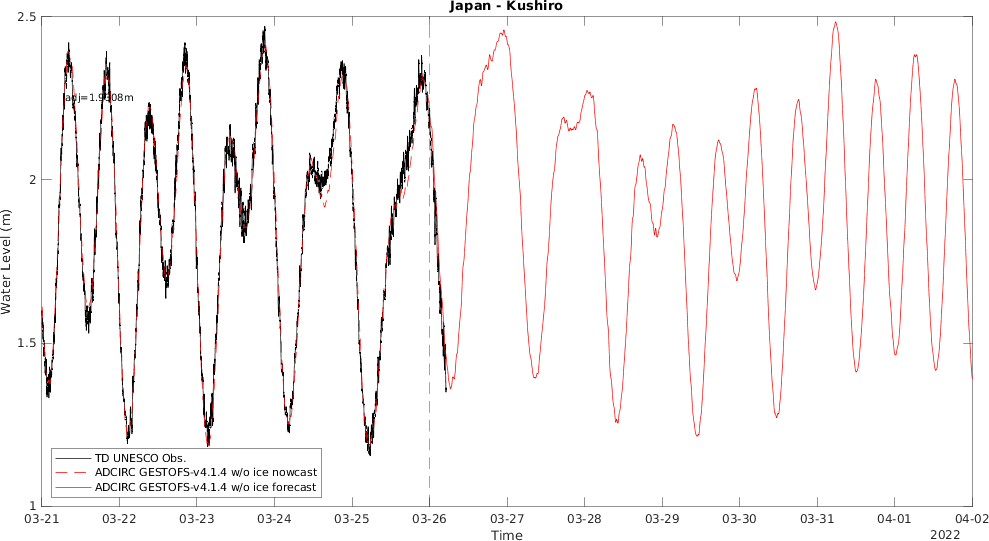 Japan - Kushiro
2.5
2
1.5
1
Water Level (m)
TD UNESCO Obs.
ADCIRC GESTOFS-v4.1.4 w/o ice nowcast
ADCIRC GESTOFS-v4.1.4 w/o ice forecast
03-21 03-22 03-23 03-24 03-25 03-26 03-27 03-28 03-29 03-30 03-31 04-01 04-02
Time
2022